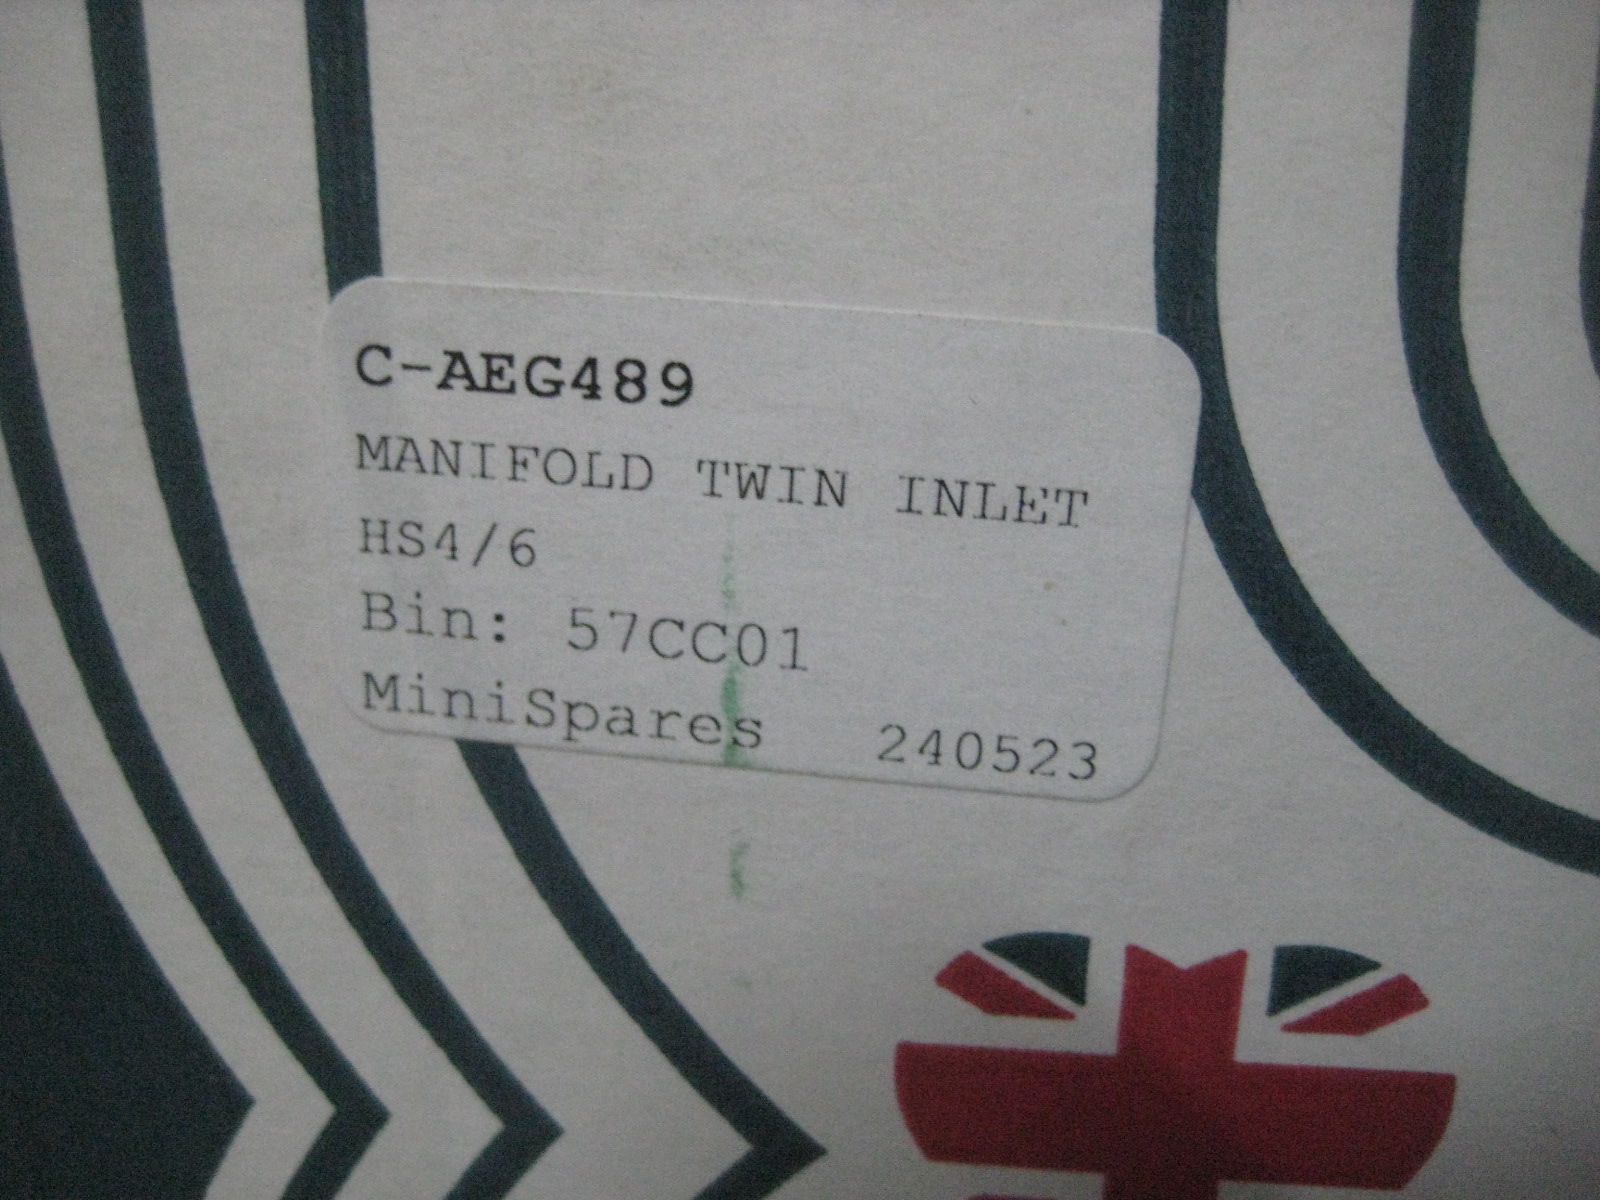 C-AEG489
MANIFOLD TWIN INLET
HS4/6
Bin: 57CC01
MiniSpares 240523